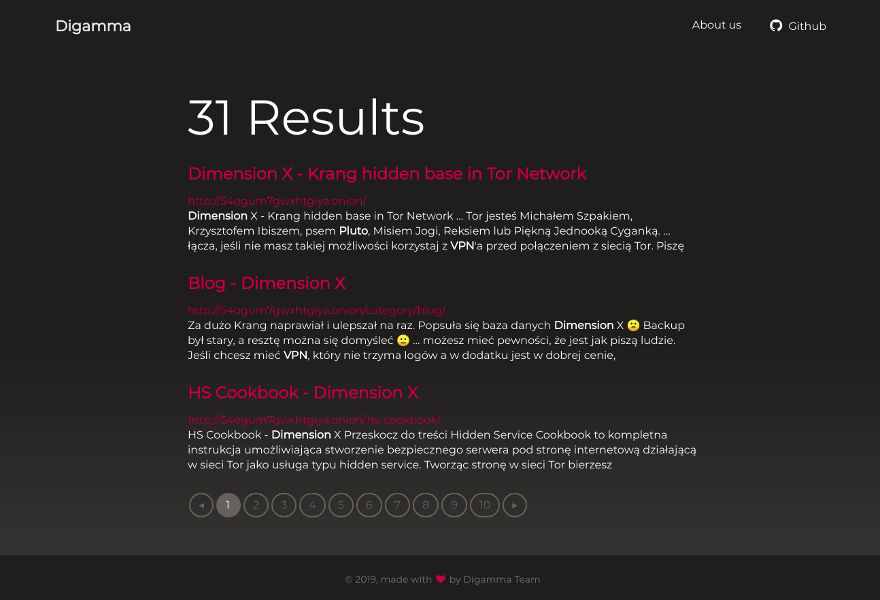 Digamma
About us
Github
31 Results
Dimension X - Krang hidden base in Tor Network
http://54ogum7gwxhtgiya.onion/
Dimension X - Krang hidden base in Tor Network ... Tor jesteś Michałem Szpakiem,
Krzysztofem Ibiszem, psem Pluto, Misiem Jogi, Reksiem lub Piękną Jednooką Cyganką. ...
łącza, jeśli nie masz takiej możliwości korzystaj z VPN'a przed połączeniem z siecią Tor. Piszę
Blog - Dimension X
http://54ogum7gwxhtgiya.onion/category/blog/
Za dużo Krang naprawiał i ulepszał na raz. Popsuła się baza danych Dimension X 🙁 Backup
był stary, a resztę można się domyśleć 🙂 ... możesz mieć pewności, że jest jak piszą ludzie.
Jeśli chcesz mieć VPN, który nie trzyma logów a w dodatku jest w dobrej cenie,
HS Cookbook - Dimension X
http://54ogum7gwxhtgiya.onion/hs-cookbook/
HS Cookbook - Dimension X Przeskocz do treści Hidden Service Cookbook to kompletna
instrukcja umożliwiająca stworzenie bezpiecznego serwera pod stronę internetową działającą
w sieci Tor jako usługa typu hidden service. Tworząc stronę w sieci Tor bierzesz
◂ 1 2 3 4 5 6 7 8 9 10 ▸
© 2019, made with ❤ by Digamma Team